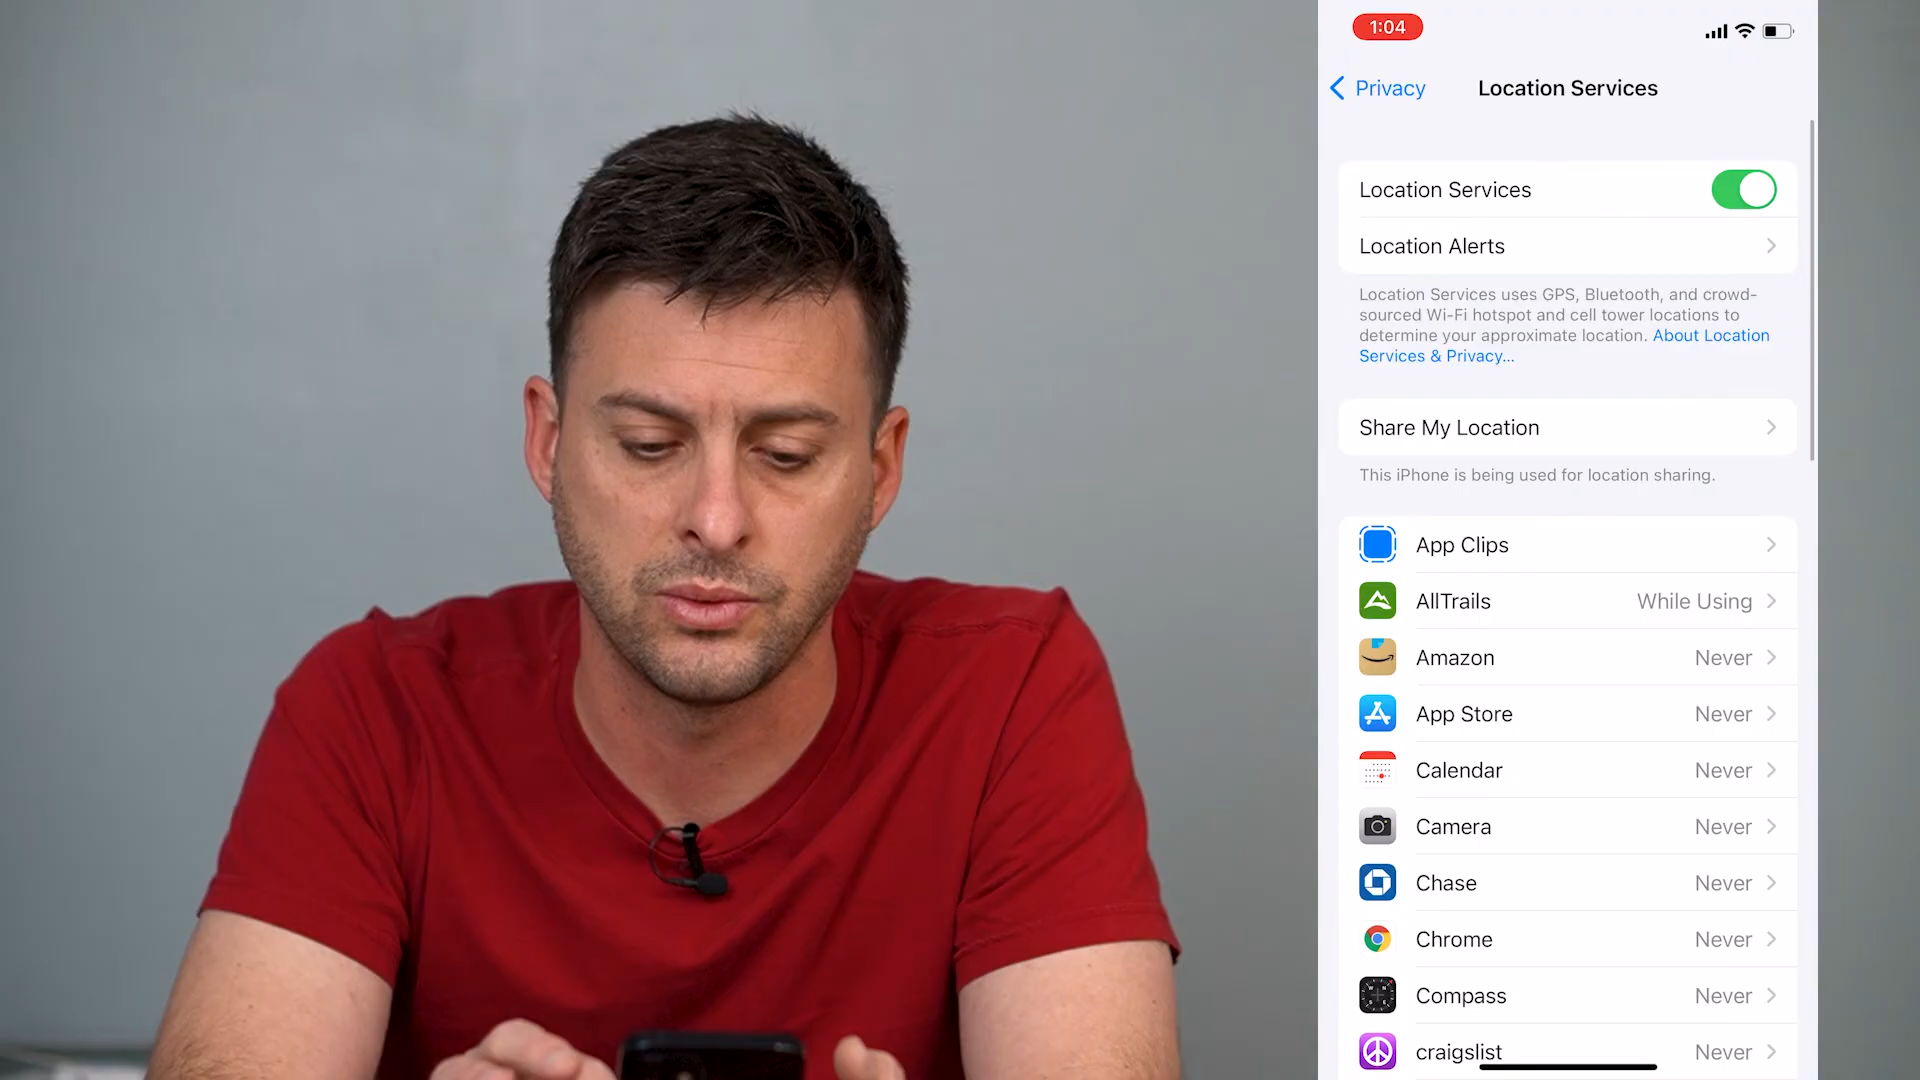 1:04
Privacy
Location Services
Location Services
Location Alerts
Location Services uses GPS, Bluetooth, and crowd-
sourced Wi-Fi hotspot and cell tower locations to
determine your approximate location. About Location
Services & Privacy...
Share My Location
This iPhone is being used for location sharing.
App Clips
AllTrails While Using
Amazon Never
App Store Never
Calendar Never
Camera Never
Chase Never
Chrome Never
Compass Never
craigslist Never